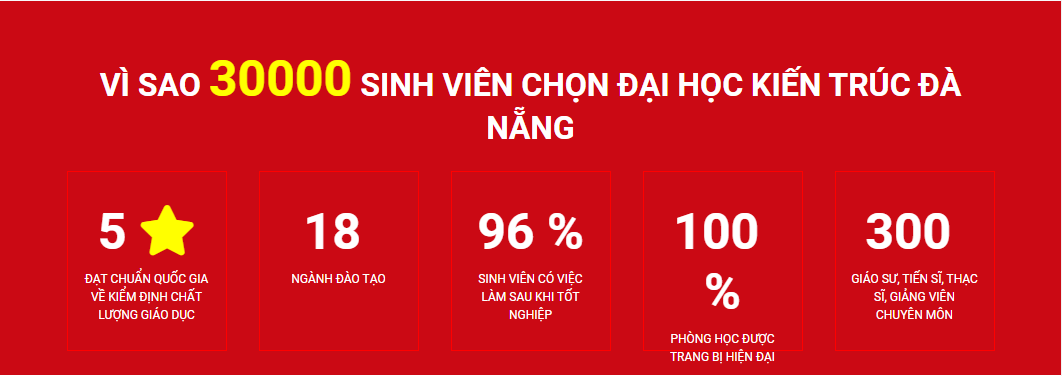 VÌ SAO 30000 SINH VIÊN CHỌN ĐẠI HỌC KIẾN TRÚC ĐÀ
NẴNG
5
ĐẠT CHUẨN QUỐC GIA
VỀ KIỂM ĐỊNH CHẤT
LƯỢNG GIÁO DỤC
18
NGÀNH ĐÀO TẠO
96 %
SINH VIÊN CÓ VIỆC
LÀM SAU KHI TỐT
NGHIỆP
100
%
PHÒNG HỌC ĐƯỢC
TRANG BỊ HIỆN ĐẠI
300
GIÁO SƯ, TIẾN SĨ, THẠC
SĨ, GIẢNG VIÊN
CHUYÊN MÔN